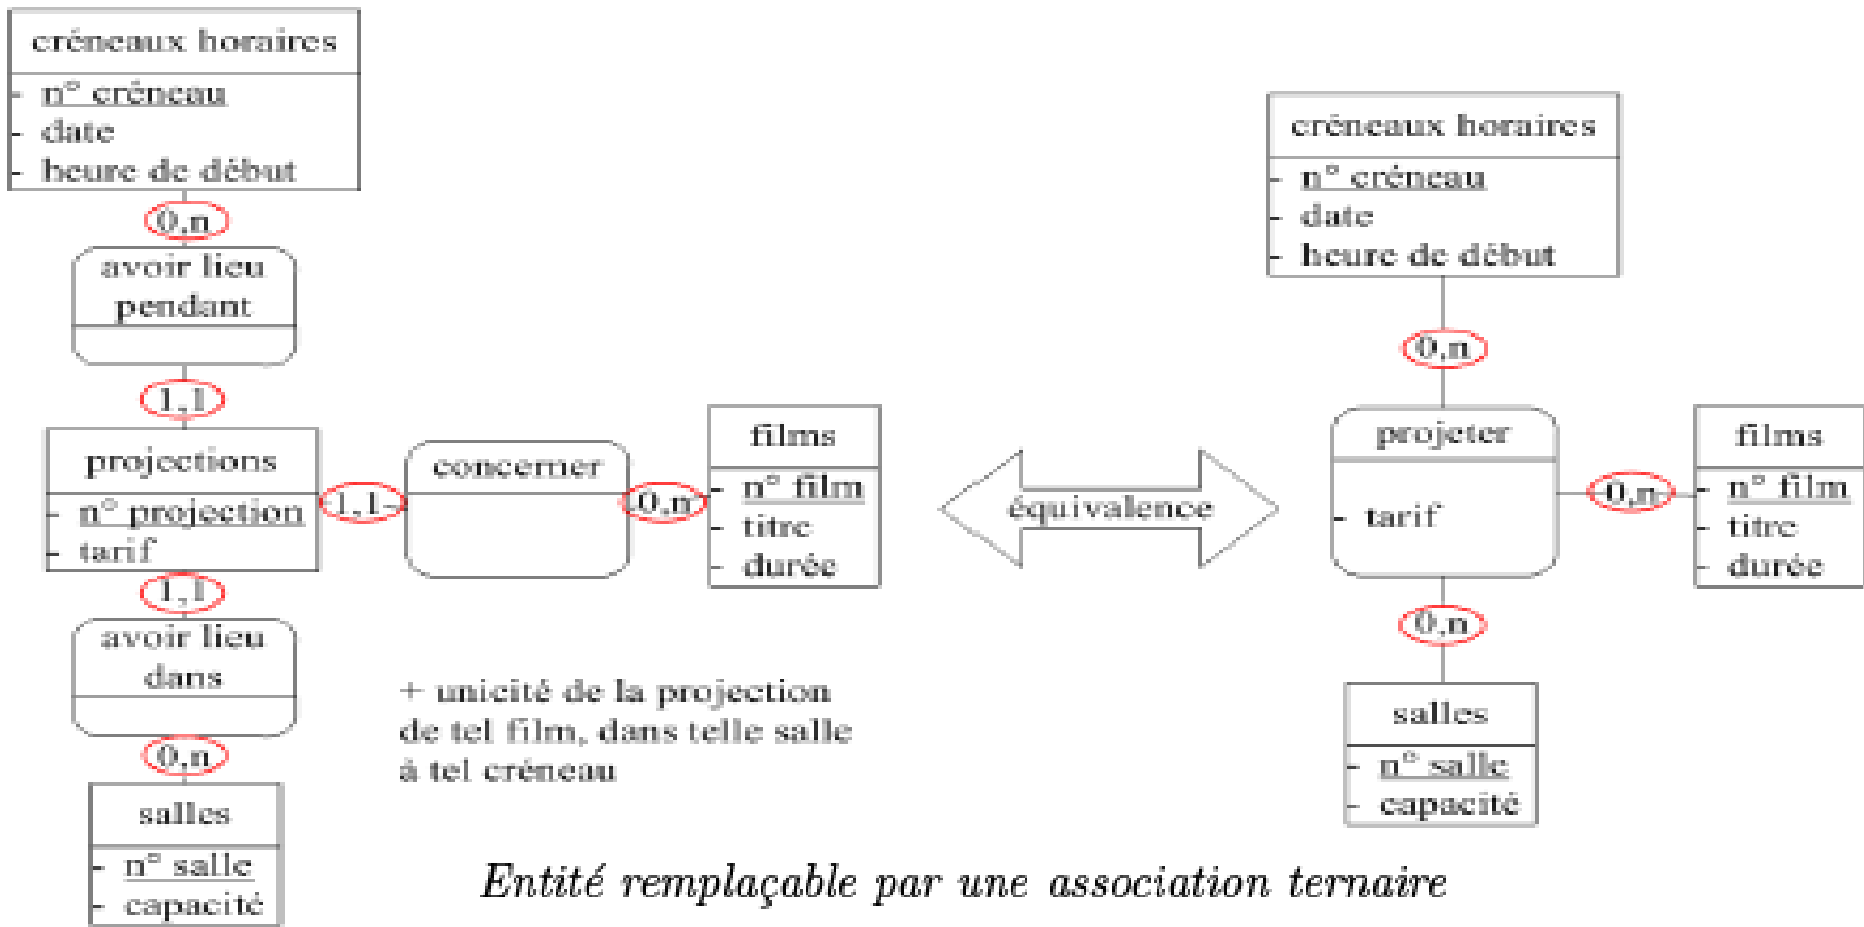 créneaux horaires
- n° créneau
- date
- heure de début
0,n
avoir lieu
pendant
1,1
projections
- n° projection
- tarif
1,1
concerner
0,n
films
- n° film
- titre
- durée
1,1
avoir lieu
dans
0,n
salles
- n° salle
- capacité
+ unicité de la projection
de tel film, dans telle salle
à tel créneau
équivalence
créneaux horaires
- n° créneau
- date
- heure de début
0,n
projeter
- tarif
0,n
films
- n° film
- titre
- durée
0,n
salles
- n° salle
- capacité
Entité remplaçable par une association ternaire